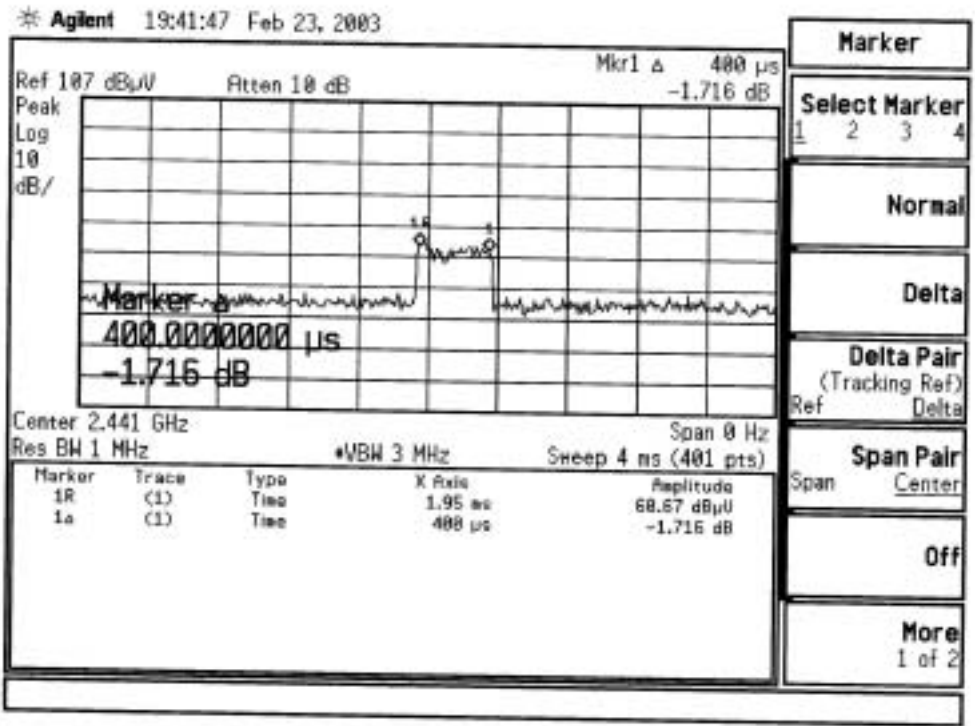 Agilent 19:41:47 Feb 23, 2003
Mkr1 Δ 400 µs
Ref 107 dBµV Atten 10 dB -1.716 dB
Peak
Log
10
dB/
1R 1
Marker Δ
400.0000000 µs
-1.716 dB
Center 2.441 GHz Span 0 Hz
Res BW 1 MHz •VBW 3 MHz Sweep 4 ms (401 pts)
Marker Trace Type X Axis Amplitude
1R (1) Time 1.95 ms 60.67 dBµV
1Δ (1) Time 400 µs -1.716 dB
Marker
Select Marker
1 2 3 4
Normal
Delta
Delta Pair
(Tracking Ref)
Ref Delta
Span Pair
Span Center
Off
More
1 of 2